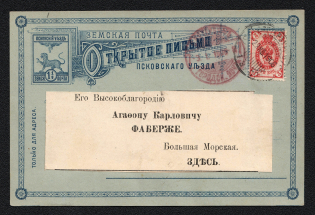 ЗЕМСКАЯ ПОЧТА
ОТКРЫТОЕ ПИСЬМО
ПСКОВСКАГО УѢЗДА
ТОЛЬКО ДЛЯ АДРЕСА.
Его Высокоблагородію
Агаѳону Карловичу
ФАБЕРЖЕ.
Большая Морская.
ЗДѢСЬ.